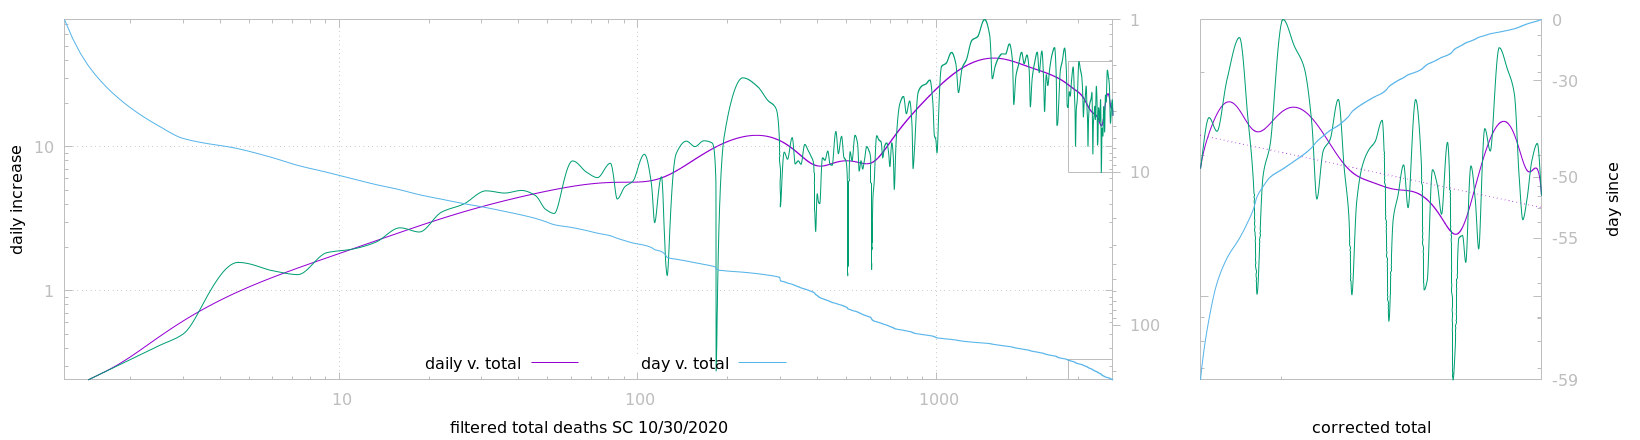 daily increase
10
1
daily v. total
day v. total
10
100
1000
filtered total deaths SC 10/30/2020
1
10
100
0
-30
-50
-55
-59
day since
corrected total